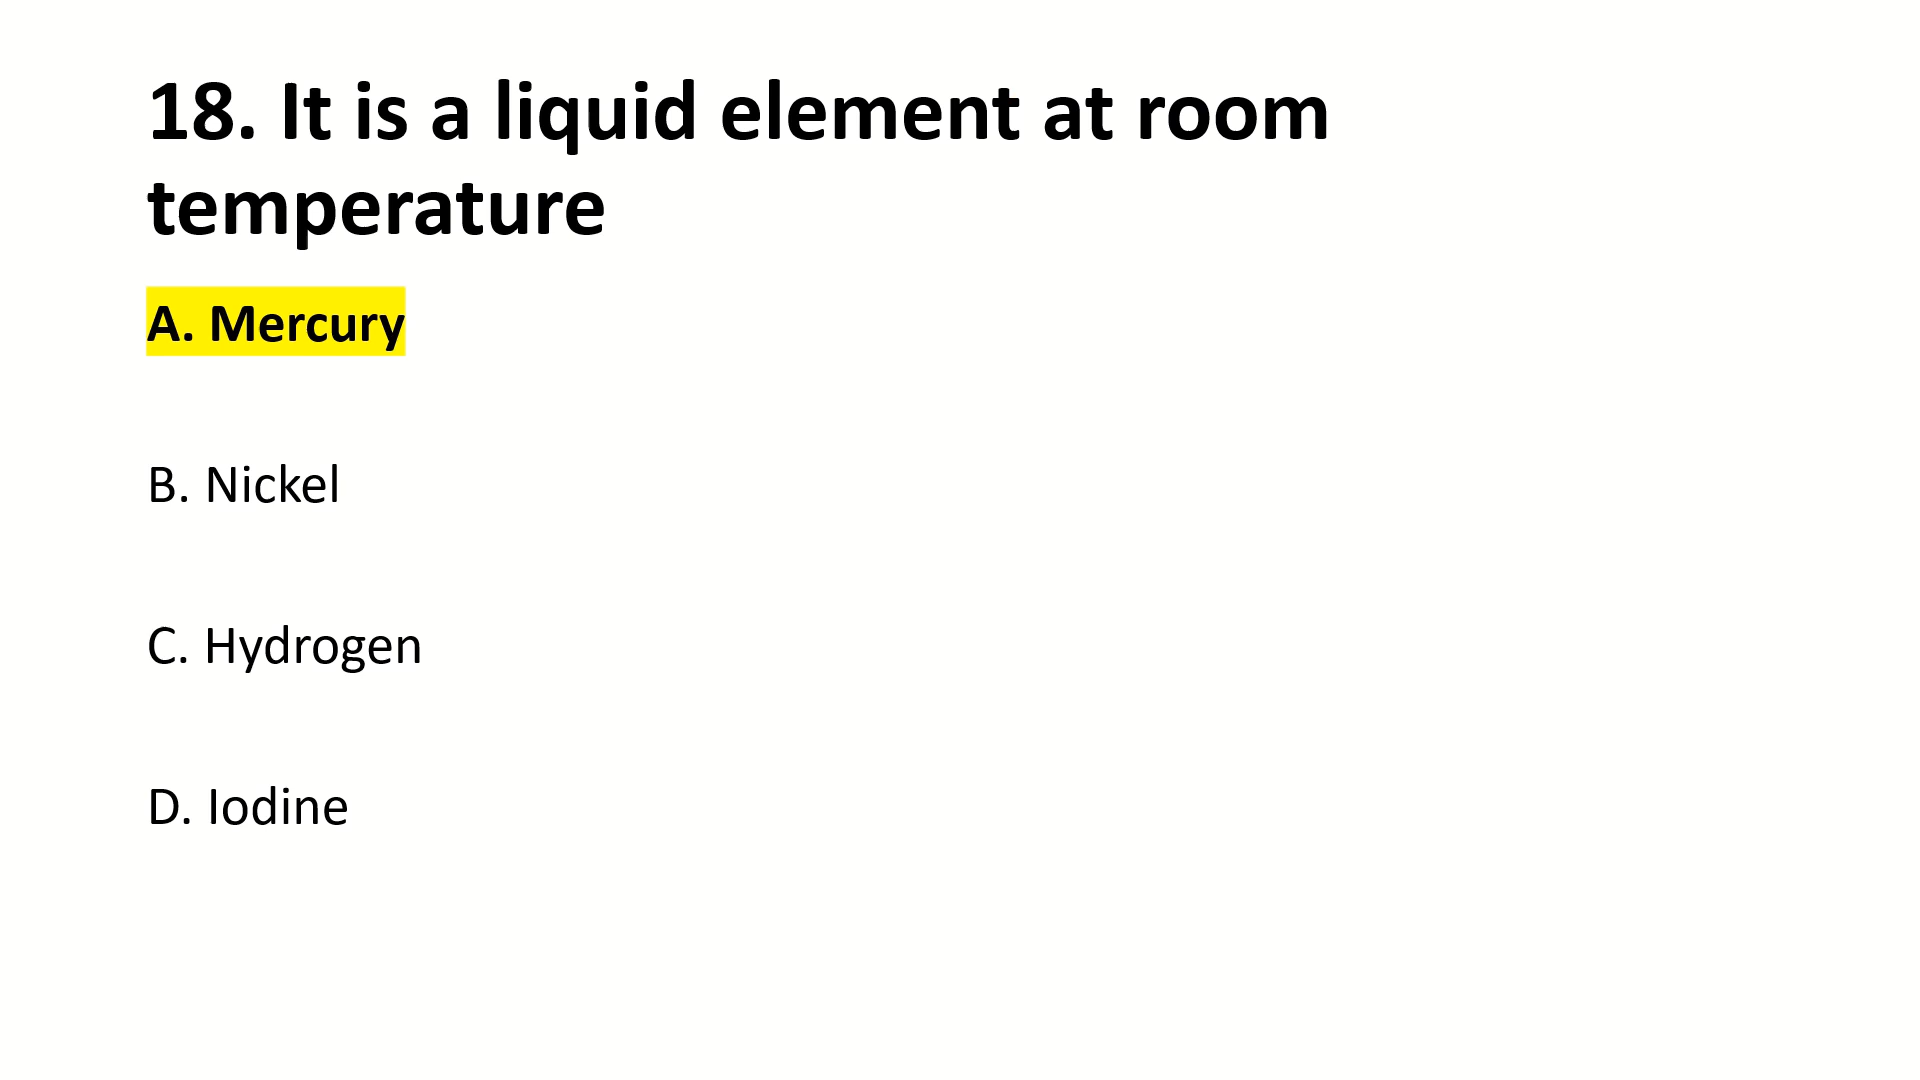 18. It is a liquid element at room
temperature
A. Mercury
B. Nickel
C. Hydrogen
D. Iodine